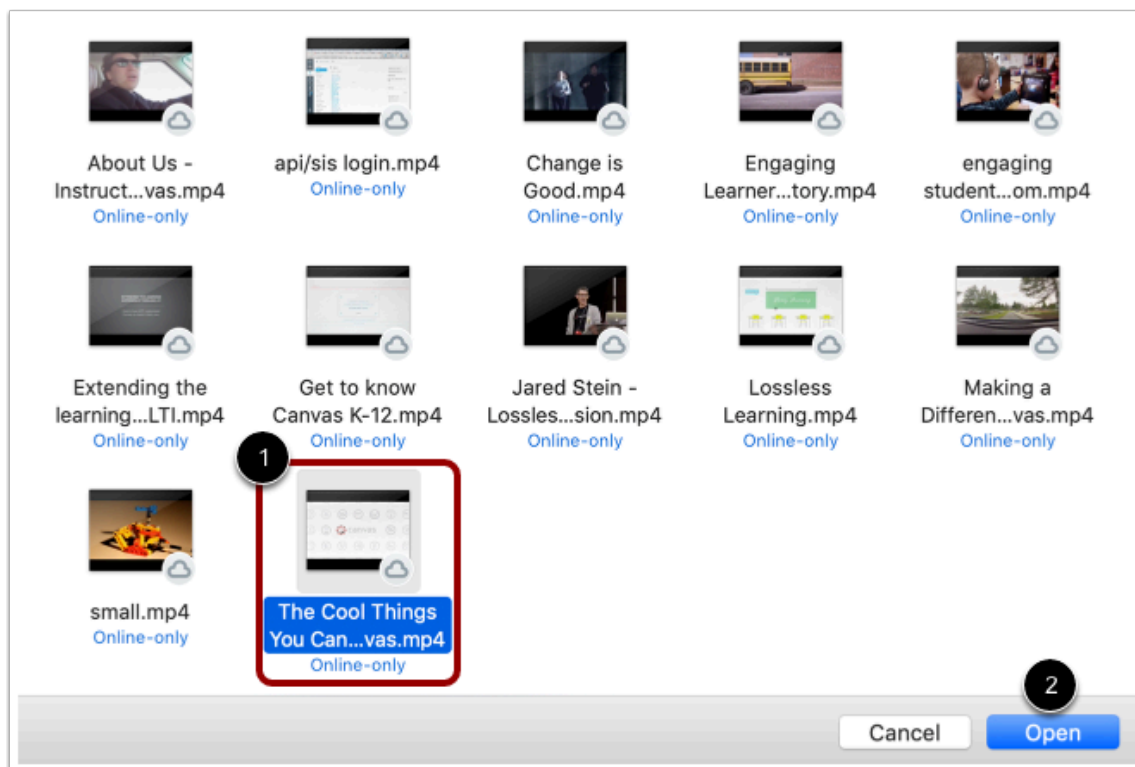 About Us -
Instruct...vas.mp4
Online-only
api/sis login.mp4
Online-only
Change is
Good.mp4
Online-only
Engaging
Learner...tory.mp4
Online-only
engaging
student...om.mp4
Online-only
Extending the
learning...LTI.mp4
Online-only
Get to know
Canvas K-12.mp4
Online-only
Jared Stein -
Lossles...sion.mp4
Online-only
Lossless
Learning.mp4
Online-only
Making a
Differen...vas.mp4
Online-only
1
small.mp4
Online-only
canvas
The Cool Things
You Can...vas.mp4
Online-only
2
Cancel
Open